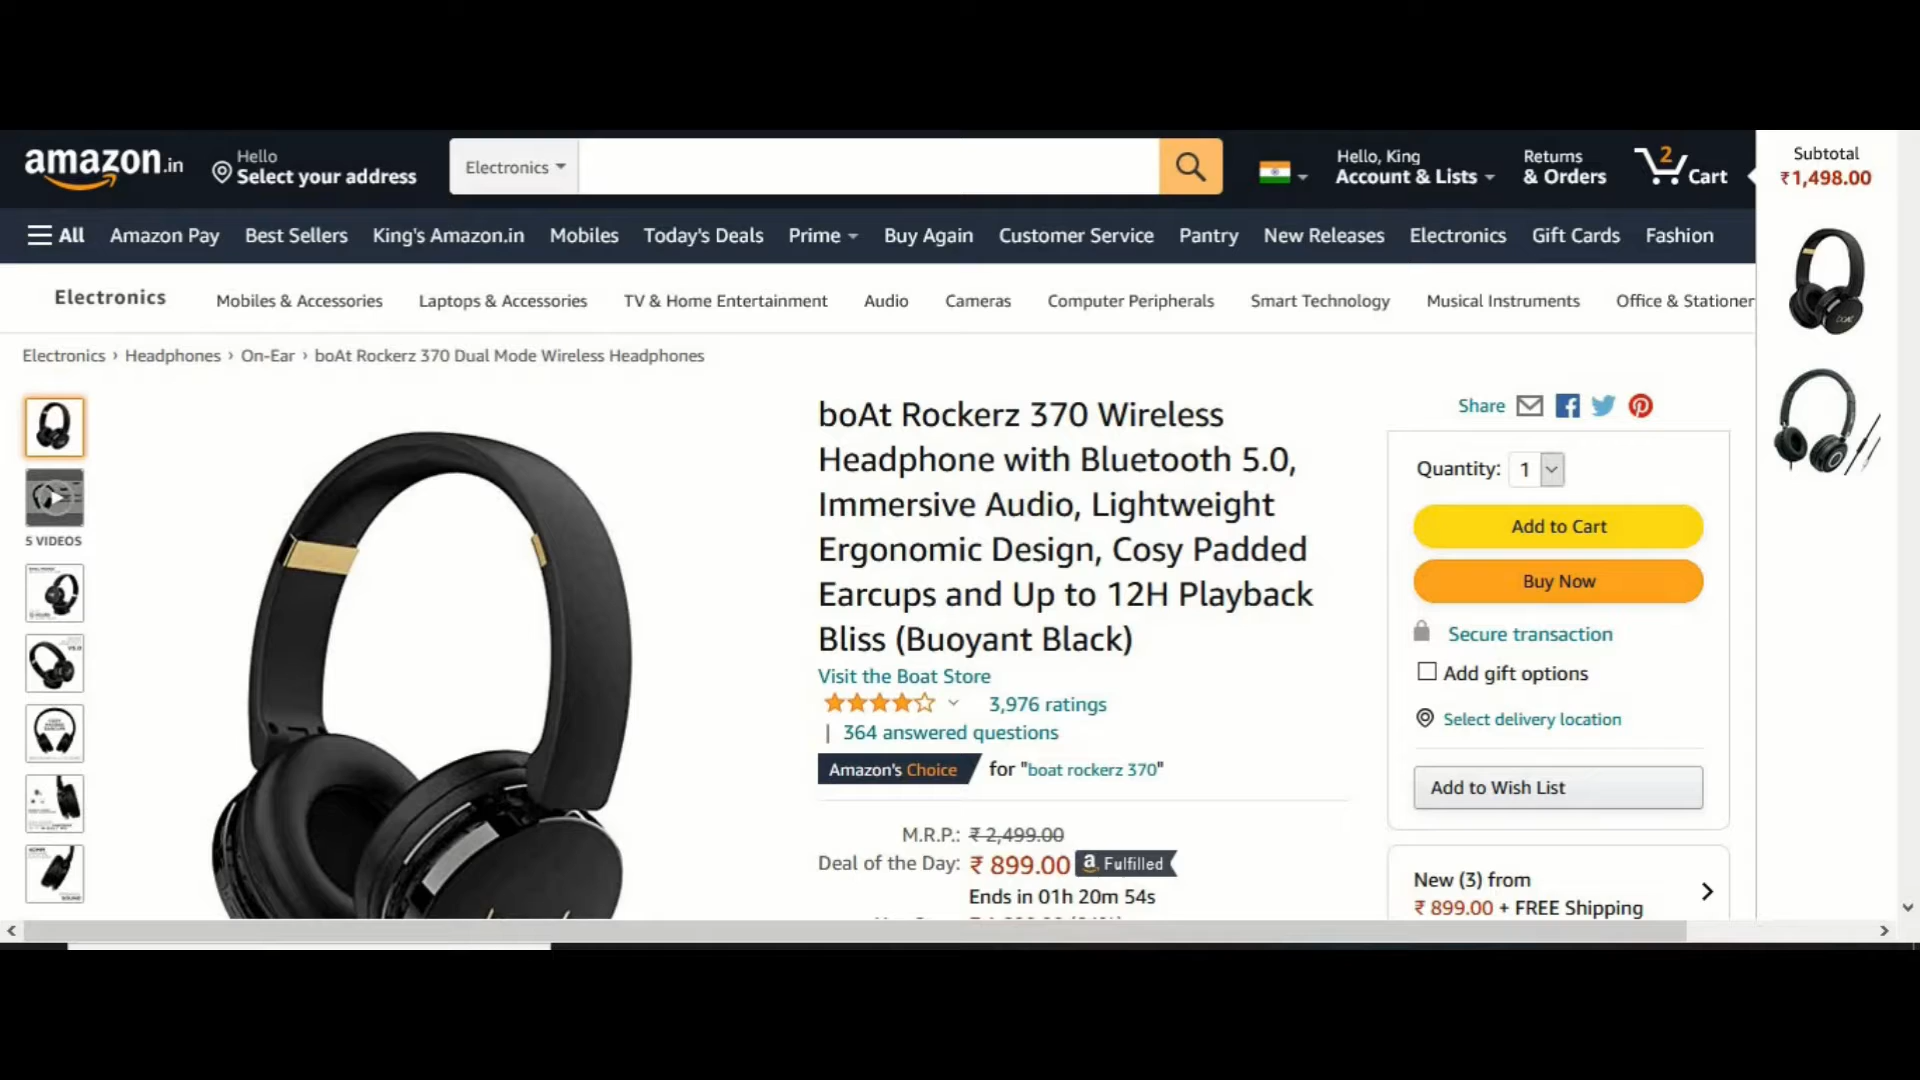 amazon.in
Hello
Select your address
Electronics
Hello, King
Account & Lists
Returns
& Orders
2
Cart
Subtotal
₹1,498.00
All
Amazon Pay
Best Sellers
King's Amazon.in
Mobiles
Today's Deals
Prime
Buy Again
Customer Service
Pantry
New Releases
Electronics
Gift Cards
Fashion
Electronics
Mobiles & Accessories
Laptops & Accessories
TV & Home Entertainment
Audio
Cameras
Computer Peripherals
Smart Technology
Musical Instruments
Office & Stationer
Electronics › Headphones › On-Ear › boAt Rockerz 370 Dual Mode Wireless Headphones
5 VIDEOS
boAt Rockerz 370 Wireless
Headphone with Bluetooth 5.0,
Immersive Audio, Lightweight
Ergonomic Design, Cosy Padded
Earcups and Up to 12H Playback
Bliss (Buoyant Black)
Visit the Boat Store
3,976 ratings
| 364 answered questions
Amazon's Choice for "boat rockerz 370"
M.R.P.: ₹ 2,499.00
Deal of the Day: ₹ 899.00 a Fulfilled
Ends in 01h 20m 54s
Share
Quantity: 1
Add to Cart
Buy Now
Secure transaction
Add gift options
Select delivery location
Add to Wish List
New (3) from
₹ 899.00 + FREE Shipping